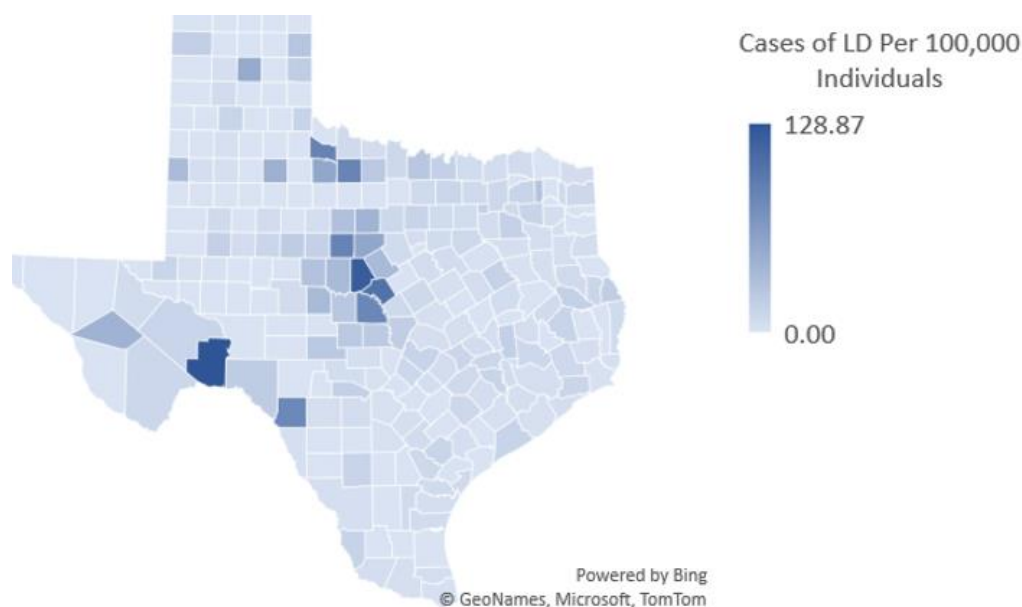 Cases of LD Per 100,000
Individuals
128.87
0.00
Powered by Bing
© GeoNames, Microsoft, TomTom